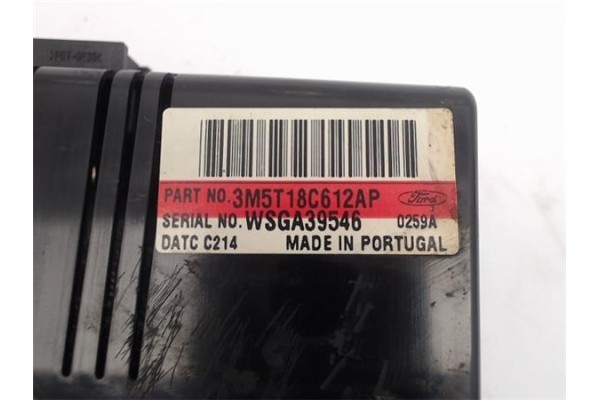 PART NO. 3M5T18C612AP Ford
SERIAL NO. WSGA39546 0259A
DATC C214 MADE IN PORTUGAL